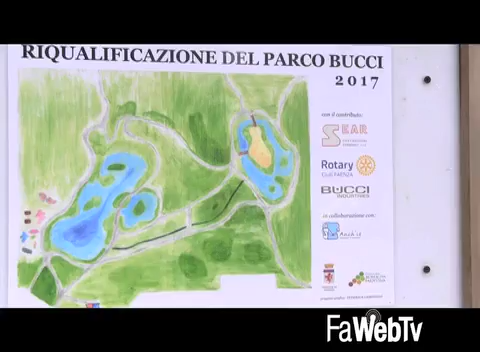 RIQUALIFICAZIONE DEL PARCO BUCCI
2017
con il contributo
SEAR
Rotary
Club FAENZA
BUCCI
INDUSTRIES
in collaborazione con:
FaWebTv